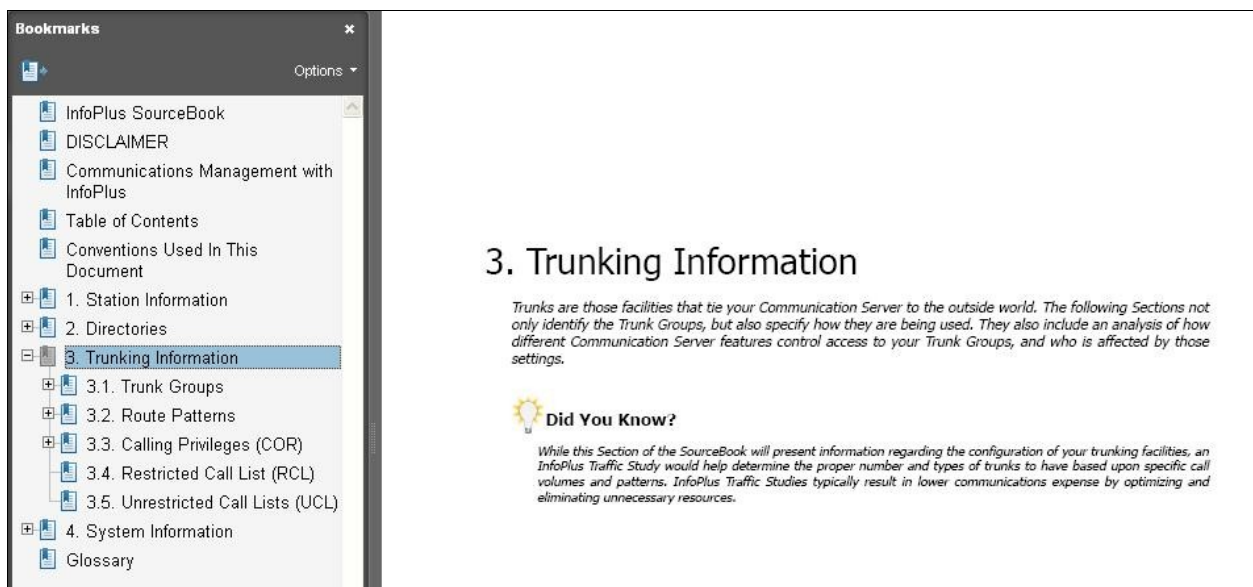 Bookmarks
Options
InfoPlus SourceBook
DISCLAIMER
Communications Management with
InfoPlus
Table of Contents
Conventions Used In This
Document
1. Station Information
2. Directories
3. Trunking Information
3.1. Trunk Groups
3.2. Route Patterns
3.3. Calling Privileges (COR)
3.4. Restricted Call List (RCL)
3.5. Unrestricted Call Lists (UCL)
4. System Information
Glossary
3. Trunking Information
Trunks are those facilities that tie your Communication Server to the outside world. The following Sections not
only identify the Trunk Groups, but also specify how they are being used. They also include an analysis of how
different Communication Server features control access to your Trunk Groups, and who is affected by those
settings.
Did You Know?
While this Section of the SourceBook will present information regarding the configuration of your trunking facilities, an
InfoPlus Traffic Study would help determine the proper number and types of trunks to have based upon specific call
volumes and patterns. InfoPlus Traffic Studies typically result in lower communications expense by optimizing and
eliminating unnecessary resources.